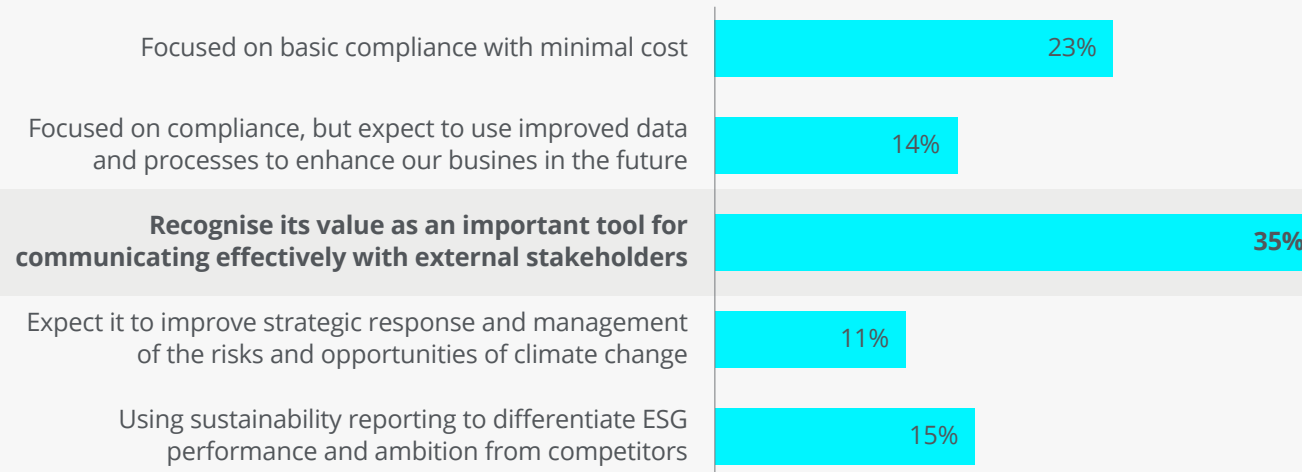 Focused on basic compliance with minimal cost
23%
Focused on compliance, but expect to use improved data
and processes to enhance our busines in the future
14%
Recognise its value as an important tool for
communicating effectively with external stakeholders
35%
Expect it to improve strategic response and management
of the risks and opportunities of climate change
11%
Using sustainability reporting to differentiate ESG
performance and ambition from competitors
15%